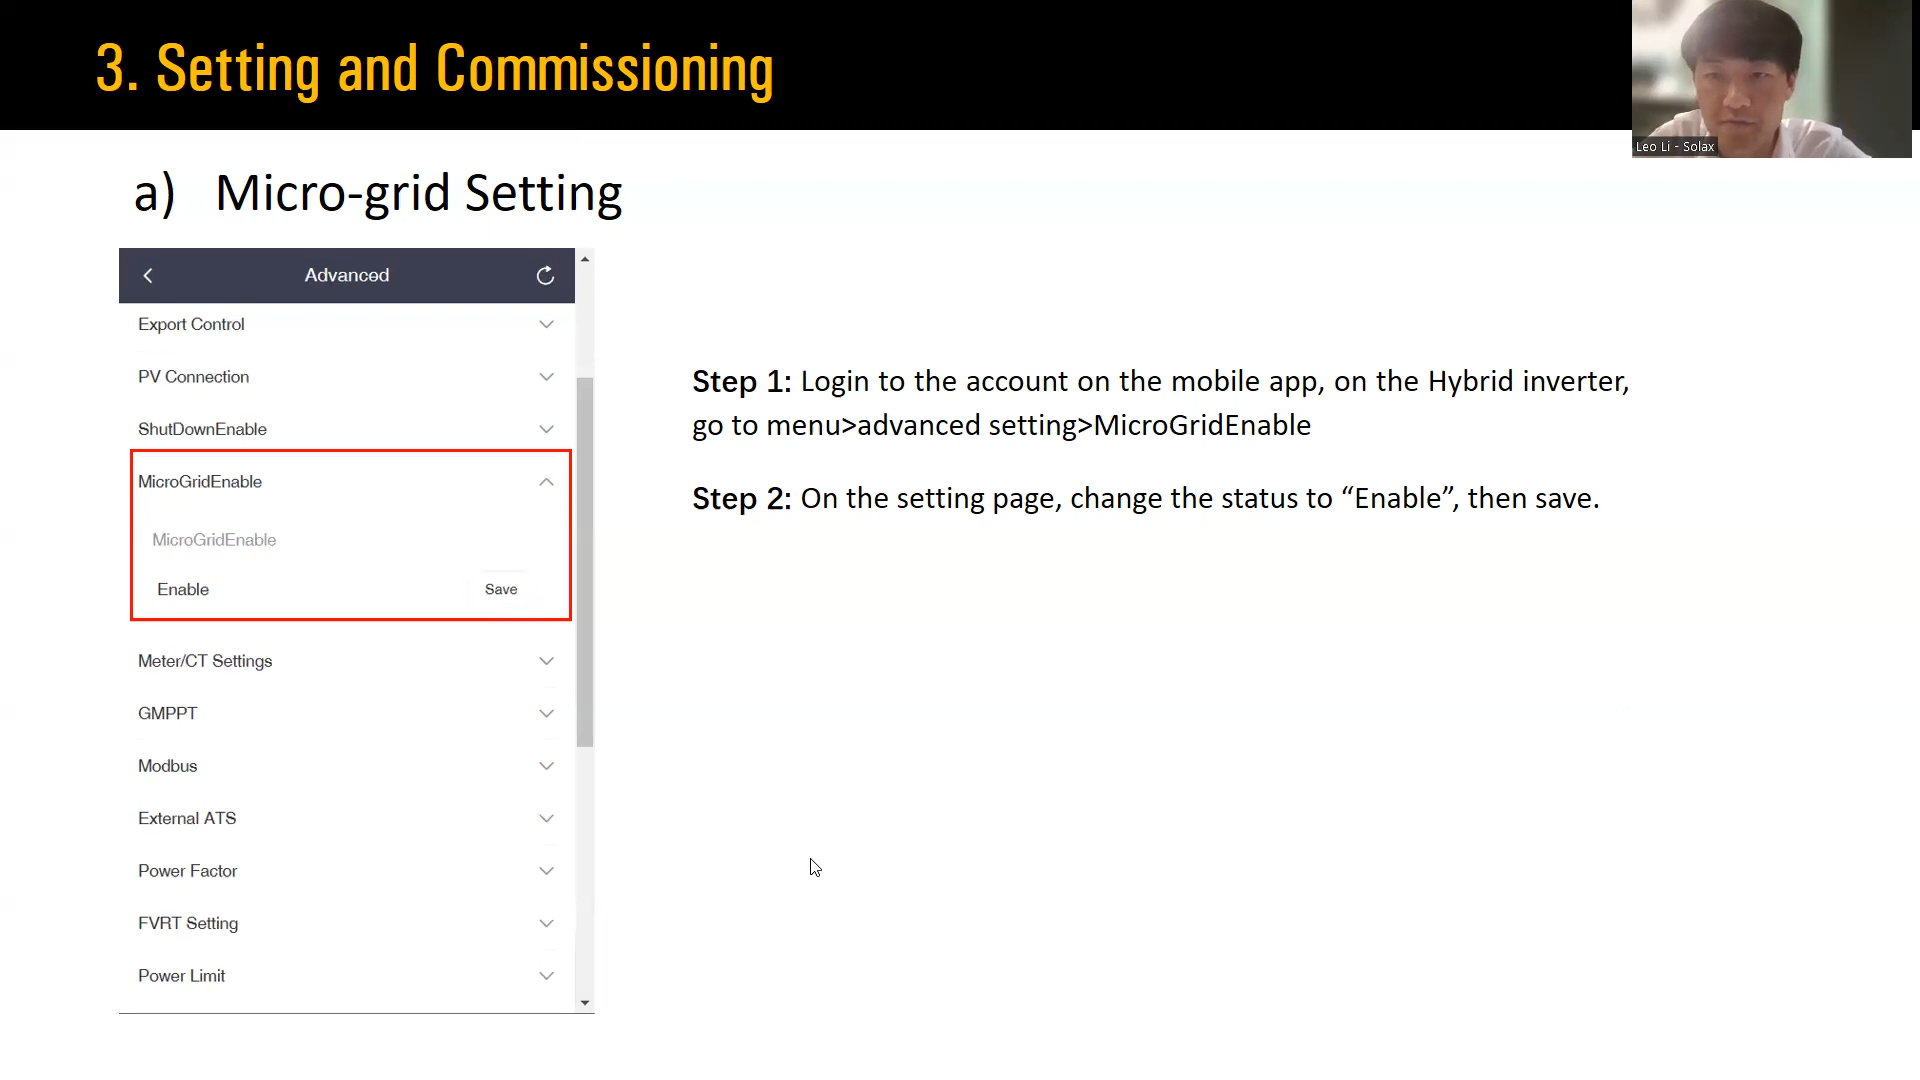 3. Setting and Commissioning
Leo Li - Solax
a) Micro-grid Setting
Advanced
Export Control
PV Connection
ShutDownEnable
MicroGridEnable
MicroGridEnable
Enable
Save
Meter/CT Settings
GMPPT
Modbus
External ATS
Power Factor
FVRT Setting
Power Limit
Step 1: Login to the account on the mobile app, on the Hybrid inverter,
go to menu>advanced setting>MicroGridEnable
Step 2: On the setting page, change the status to “Enable”, then save.